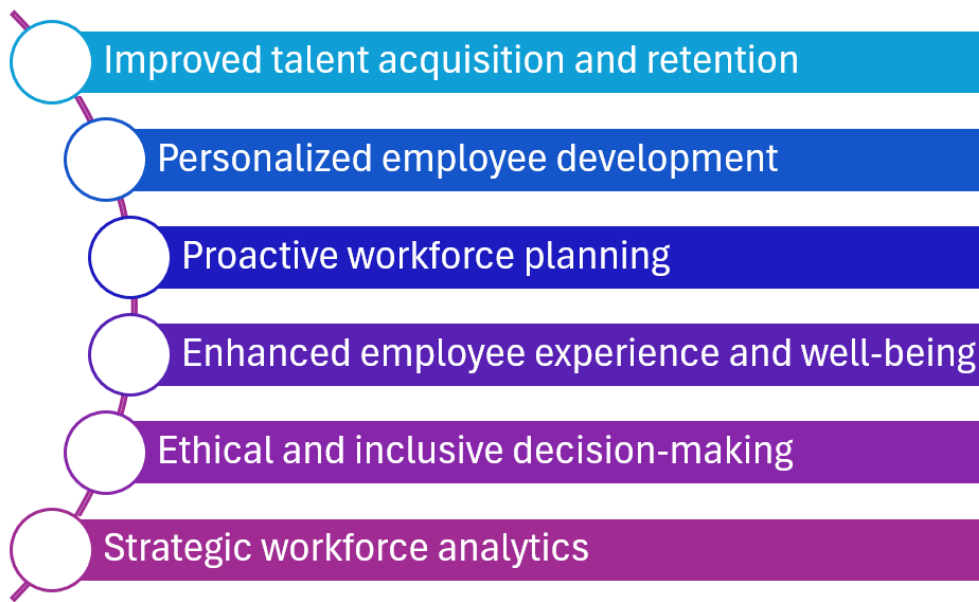 Improved talent acquisition and retention
Personalized employee development
Proactive workforce planning
Enhanced employee experience and well-being
Ethical and inclusive decision-making
Strategic workforce analytics